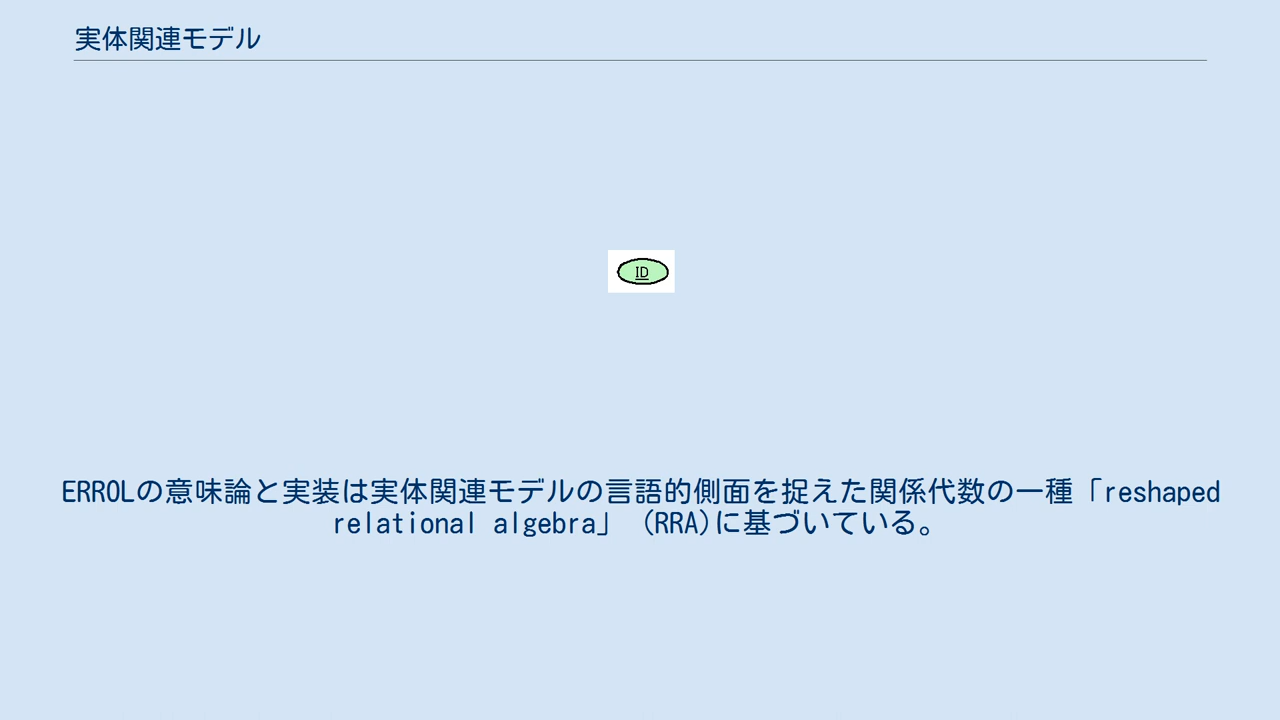 実体関連モデル
ID
ERROLの意味論と実装は実体関連モデルの言語的側面を捉えた関係代数の一種「reshaped
relational algebra」 (RRA)に基づいている。